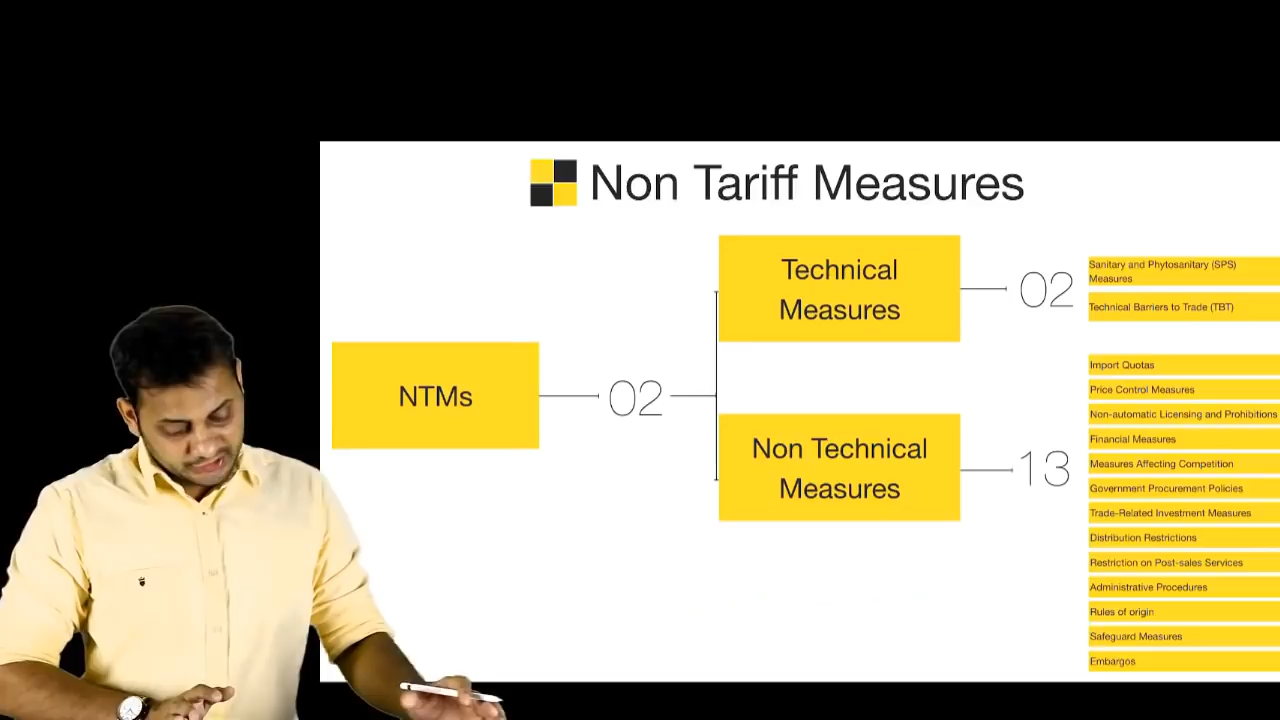 Non Tariff Measures
NTMs
02
Technical
Measures
02
Sanitary and Phytosanitary (SPS)
Measures
Technical Barriers to Trade (TBT)
Non Technical
Measures
13
Import Quotas
Price Control Measures
Non-automatic Licensing and Prohibitions
Financial Measures
Measures Affecting Competition
Government Procurement Policies
Trade-Related Investment Measures
Distribution Restrictions
Restriction on Post-sales Services
Administrative Procedures
Rules of origin
Safeguard Measures
Embargos